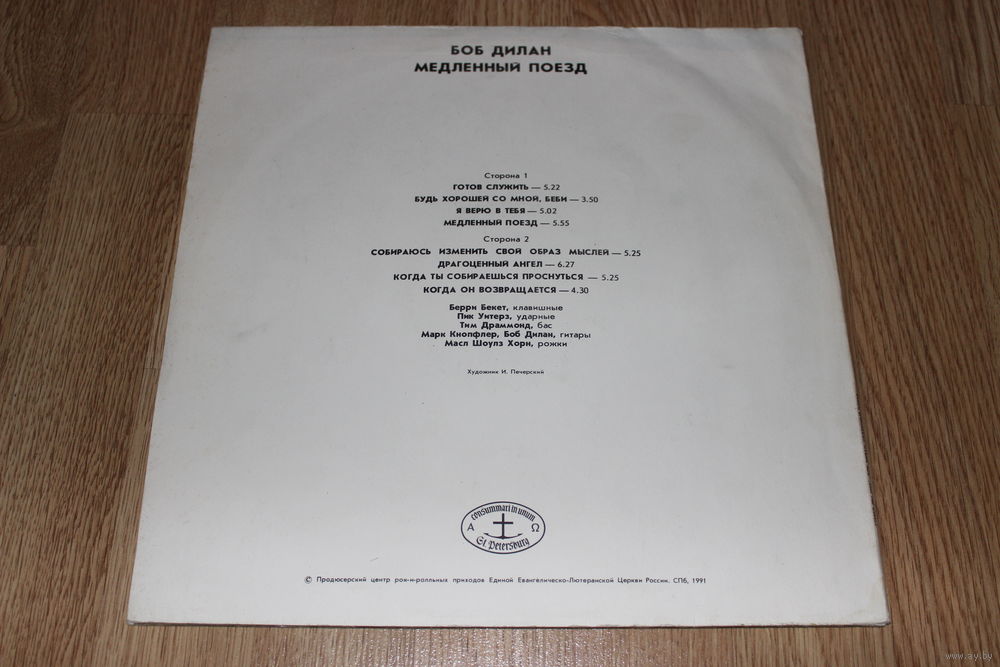 БОБ ДИЛАН
МЕДЛЕННЫЙ ПОЕЗД
Сторона 1
ГОТОВ СЛУЖИТЬ — 5.22
БУДЬ ХОРОШЕЙ СО МНОЙ, БЕБИ — 3.50
Я ВЕРЮ В ТЕБЯ — 5.02
МЕДЛЕННЫЙ ПОЕЗД — 5.55
Сторона 2
СОБИРАЮСЬ ИЗМЕНИТЬ СВОЙ ОБРАЗ МЫСЛЕЙ — 5.25
ДРАГОЦЕННЫЙ АНГЕЛ — 6.27
КОГДА ТЫ СОБИРАЕШЬСЯ ПРОСНУТЬСЯ — 5.25
КОГДА ОН ВОЗВРАЩАЕТСЯ — 4.30
Берри Бекет, клавишные
Пик Уитерз, ударные
Тим Драммонд, бас
Марк Кнопфлер, Боб Дилан, гитары
Масл Шоулз Хорн, рожки
Художник И. Печерский
consummari in unum
Α Ω
St. Petersburg
© Продюсерский центр рок-н-ролльных приходов Единой Евангелическо-Лютеранской Церкви России. СПб, 1991
www.ay.by